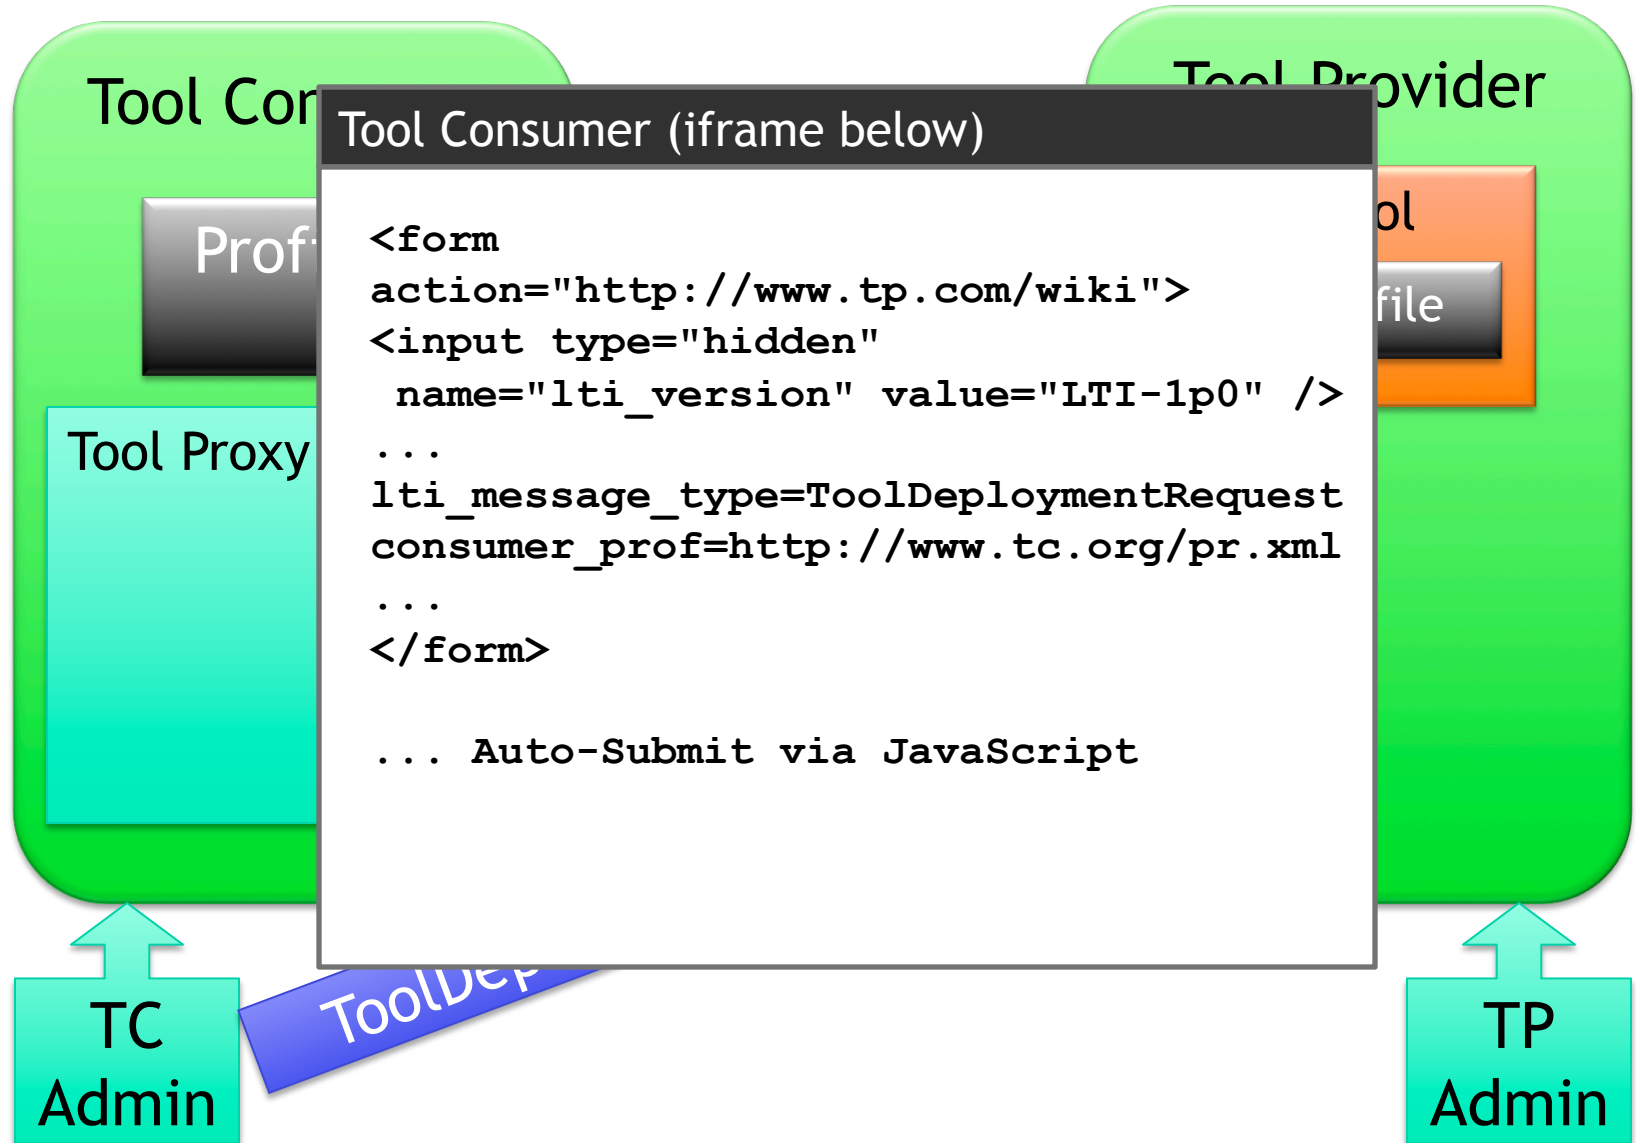 Tool Con
Tool Provider
Tool Consumer (iframe below)
Prof
ol
file
Tool Proxy
<form
action="http://www.tp.com/wiki">
<input type="hidden"
name="lti_version" value="LTI-1p0" />
...
lti_message_type=ToolDeploymentRequest
consumer_prof=http://www.tc.org/pr.xml
...
</form>
... Auto-Submit via JavaScript
ToolDep
TC
Admin
TP
Admin